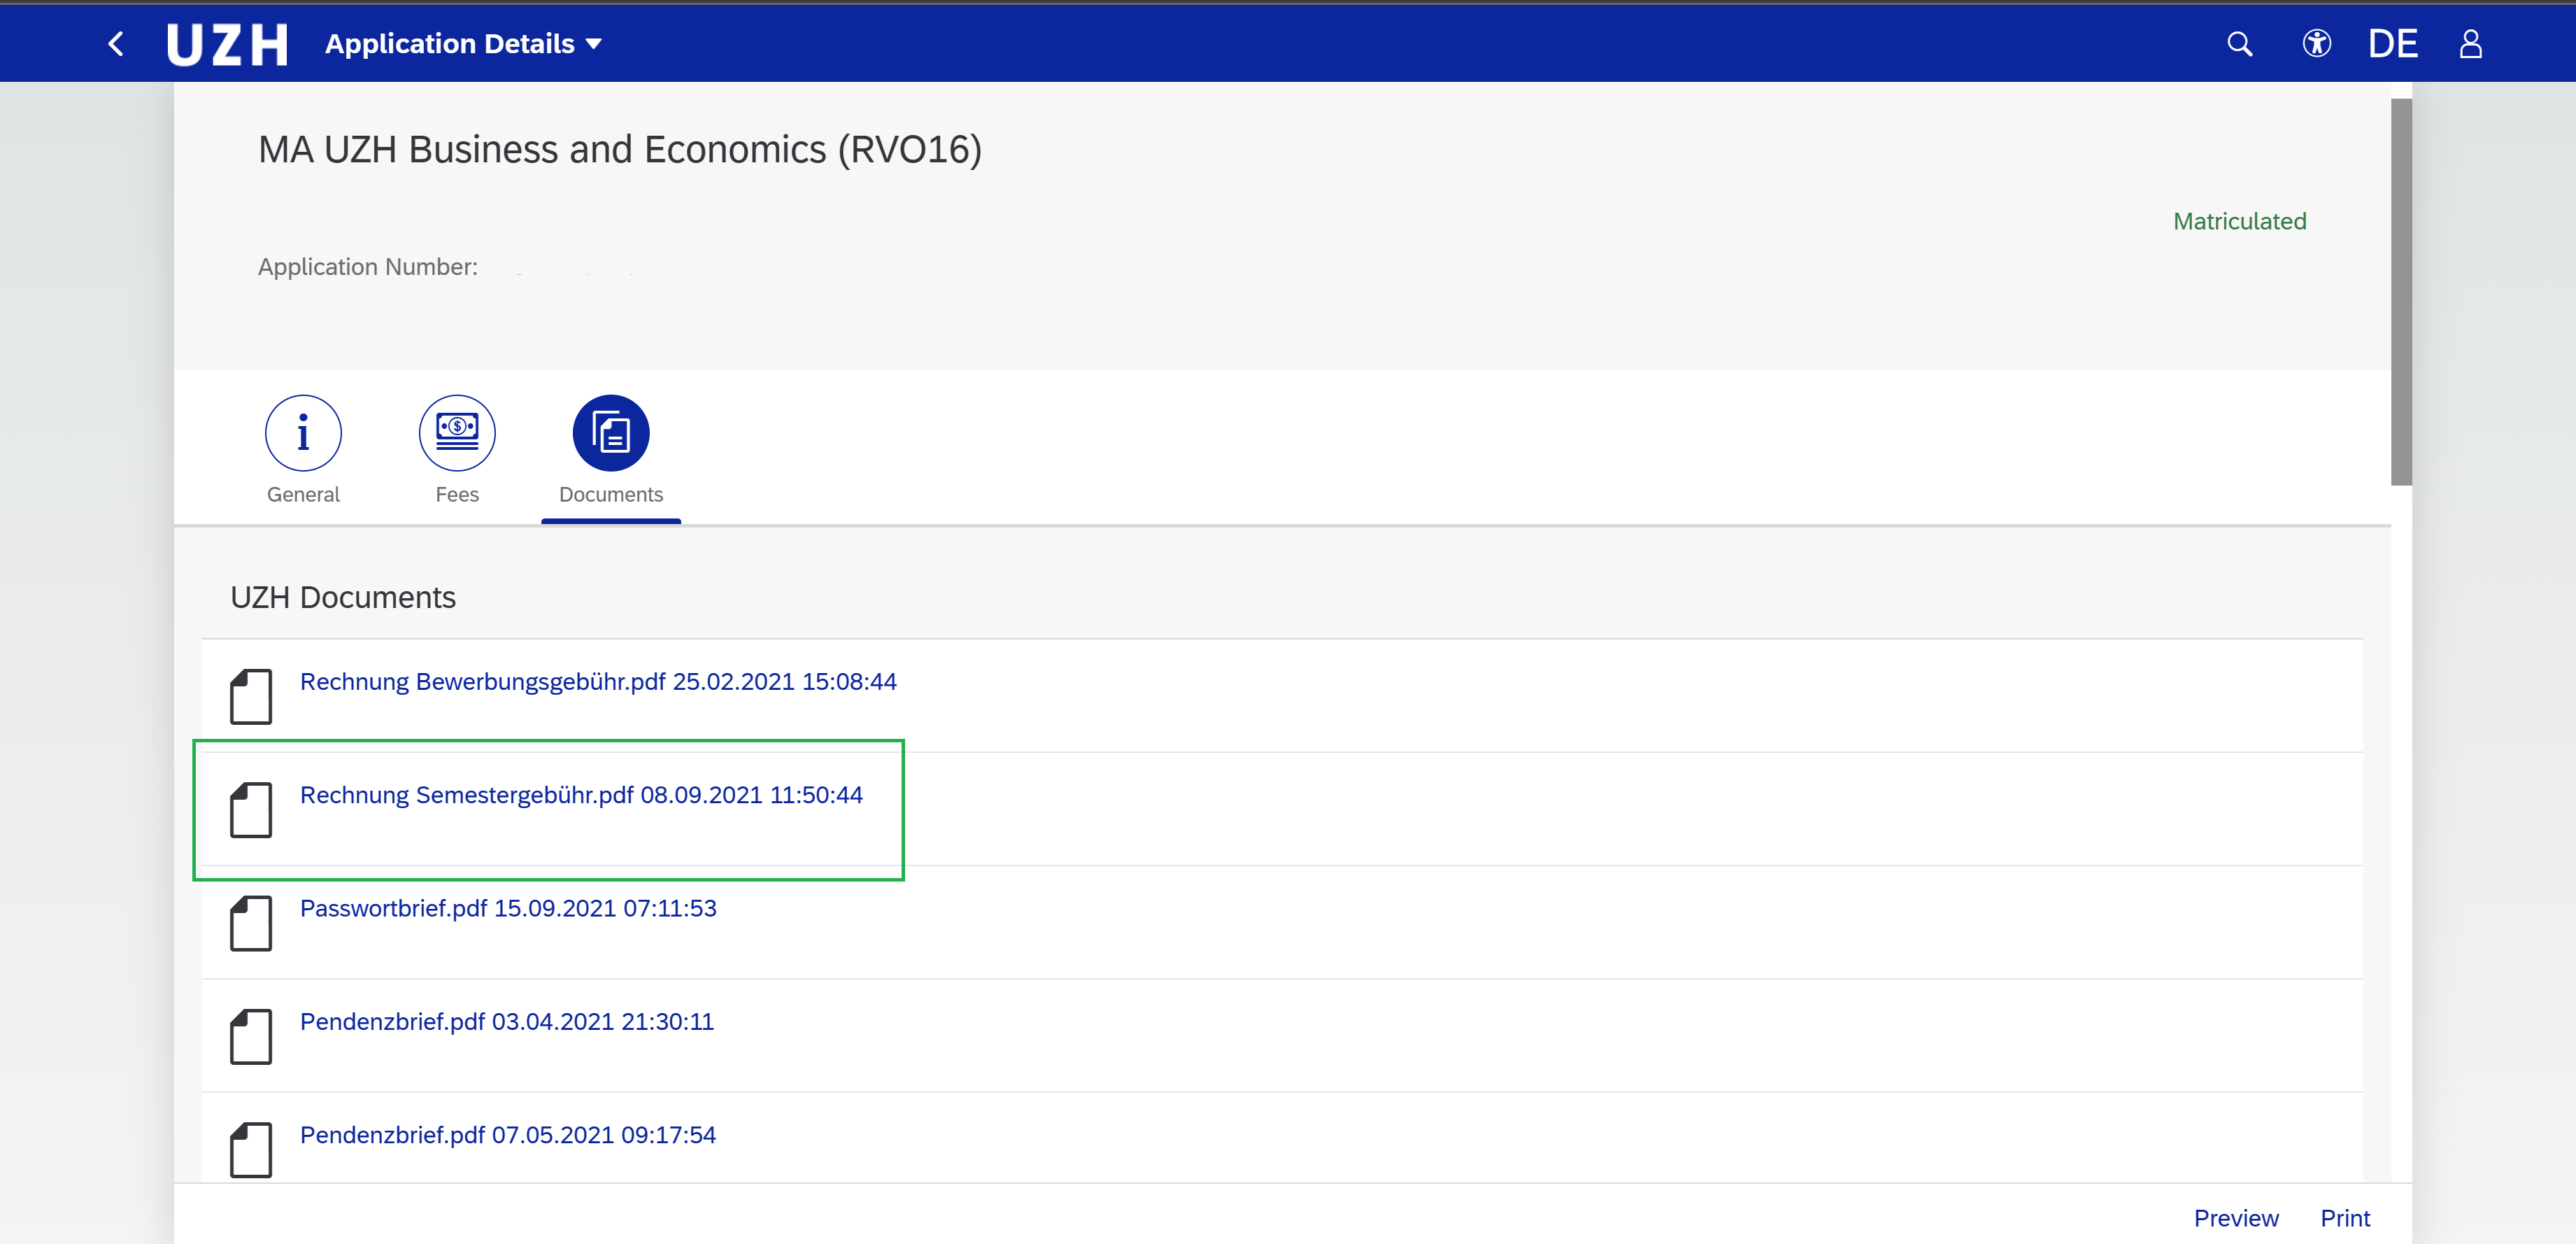 UZH Application Details DE
MA UZH Business and Economics (RVO16)
Matriculated
Application Number:
General Fees Documents
UZH Documents
Rechnung Bewerbungsgebühr.pdf 25.02.2021 15:08:44
Rechnung Semestergebühr.pdf 08.09.2021 11:50:44
Passwortbrief.pdf 15.09.2021 07:11:53
Pendenzbrief.pdf 03.04.2021 21:30:11
Pendenzbrief.pdf 07.05.2021 09:17:54
Preview Print